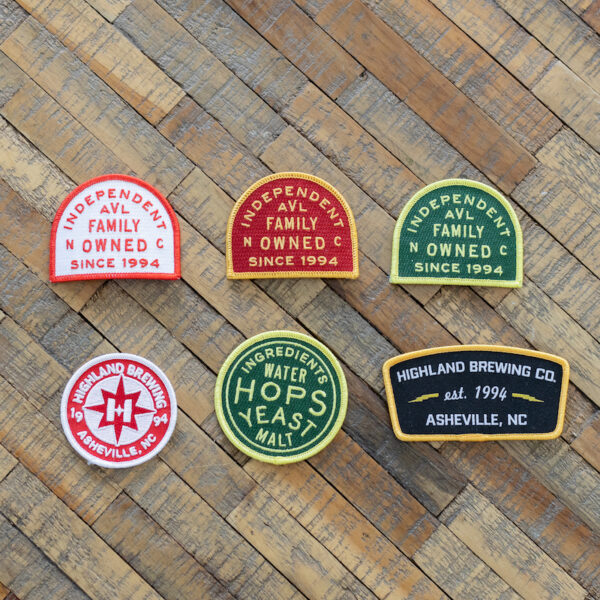 INDEPENDENT
AVL
FAMILY
N OWNED C
SINCE 1994
INDEPENDENT
AVL
FAMILY
N OWNED C
SINCE 1994
INDEPENDENT
AVL
FAMILY
N OWNED C
SINCE 1994
HIGHLAND BREWING
19 H 94
ASHEVILLE, NC
INGREDIENTS
WATER
HOPS
YEAST
MALT
HIGHLAND BREWING CO.
est. 1994
ASHEVILLE, NC